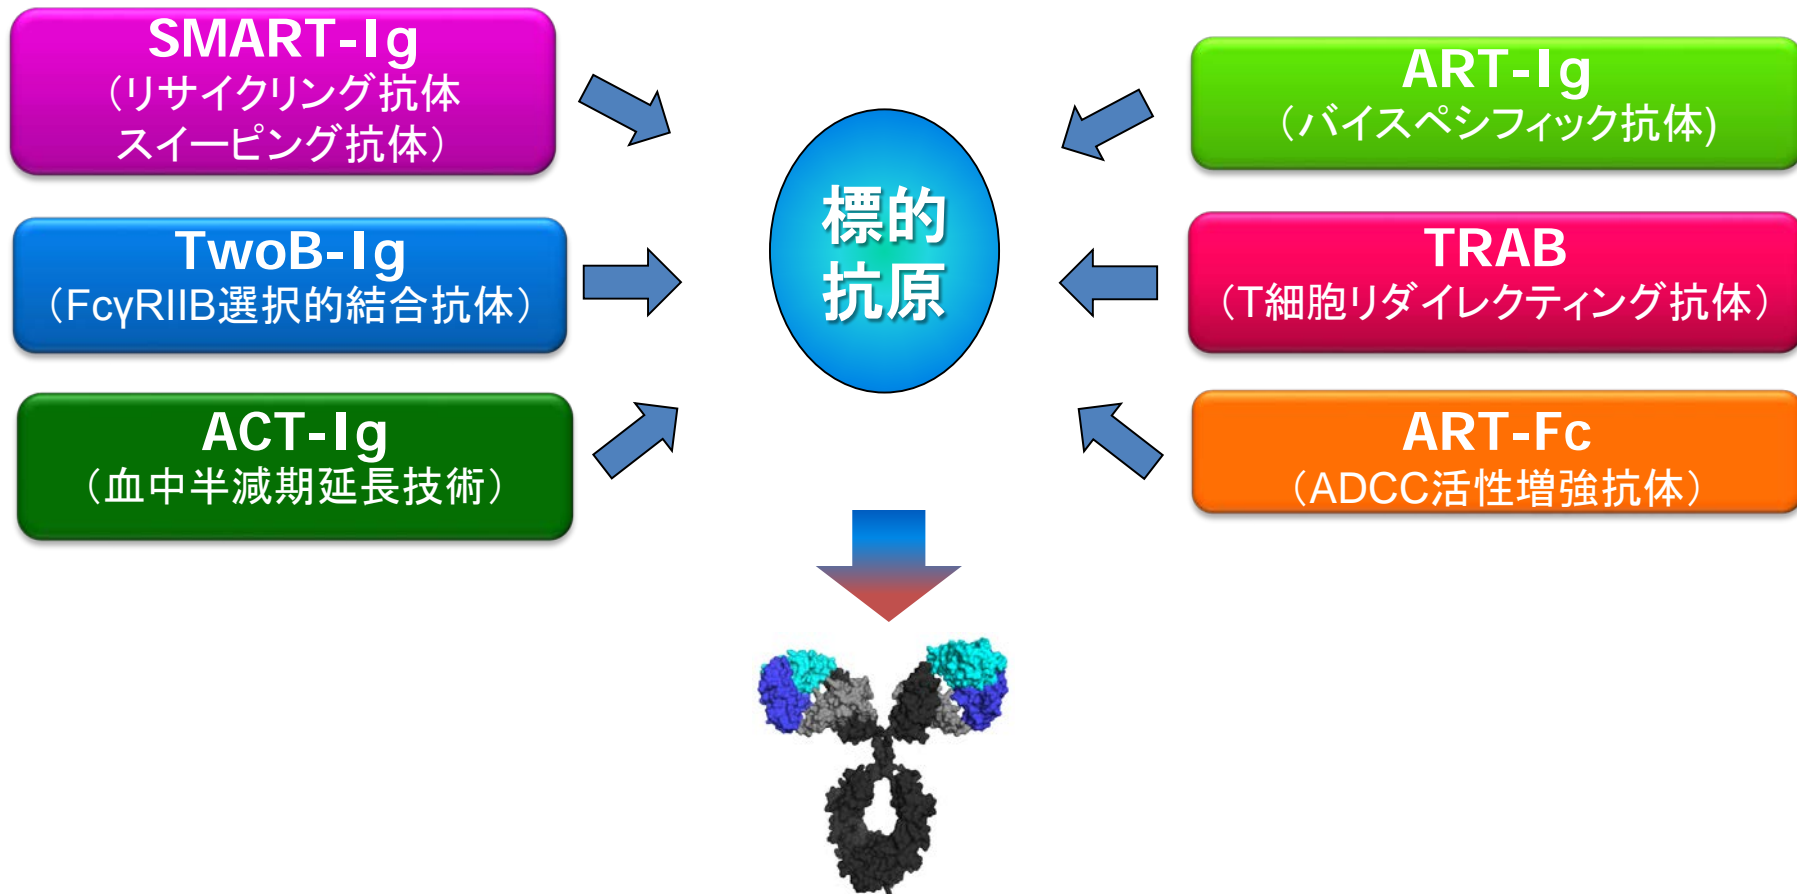 SMART-Ig
（リサイクリング抗体
スイーピング抗体）
TwoB-Ig
（FcγRIIB選択的結合抗体）
ACT-Ig
（血中半減期延長技術）
標的
抗原
ART-Ig
（バイスペシフィック抗体)
TRAB
（T細胞リダイレクティング抗体）
ART-Fc
（ADCC活性増強抗体）